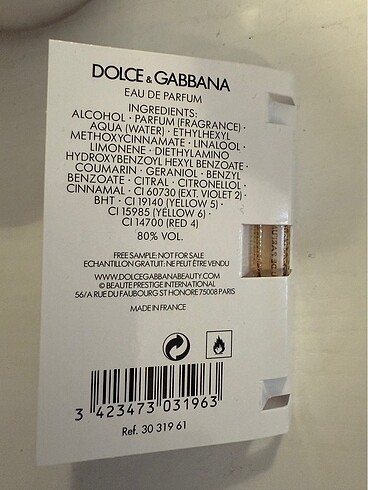 DOLCE & GABBANA
EAU DE PARFUM
INGREDIENTS:
ALCOHOL · PARFUM (FRAGRANCE) ·
AQUA (WATER) · ETHYLHEXYL
METHOXYCINNAMATE · LINALOOL ·
LIMONENE · DIETHYLAMINO
HYDROXYBENZOYL HEXYL BENZOATE ·
COUMARIN · GERANIOL · BENZYL
BENZOATE · CITRAL · CITRONELLOL ·
CINNAMAL · CI 60730 (EXT. VIOLET 2) ·
BHT · CI 19140 (YELLOW 5) ·
CI 15985 (YELLOW 6) ·
CI 14700 (RED 4)
80% VOL.
FREE SAMPLE: NOT FOR SALE
ECHANTILLON GRATUIT: NE PEUT ÊTRE VENDU
WWW.DOLCEGABBANABEAUTY.COM
© BEAUTE PRESTIGE INTERNATIONAL
56/A RUE DU FAUBOURG ST HONORE 75008 PARIS
MADE IN FRANCE
3 423473 031963
Ref. 30 319 61